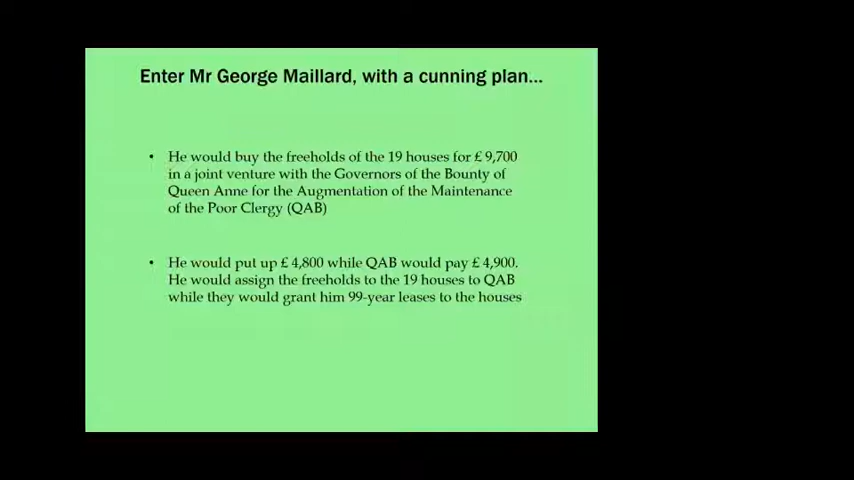 Enter Mr George Maillard, with a cunning plan...
• He would buy the freeholds of the 19 houses for £ 9,700
in a joint venture with the Governors of the Bounty of
Queen Anne for the Augmentation of the Maintenance
of the Poor Clergy (QAB)
• He would put up £ 4,800 while QAB would pay £ 4,900.
He would assign the freeholds to the 19 houses to QAB
while they would grant him 99-year leases to the houses